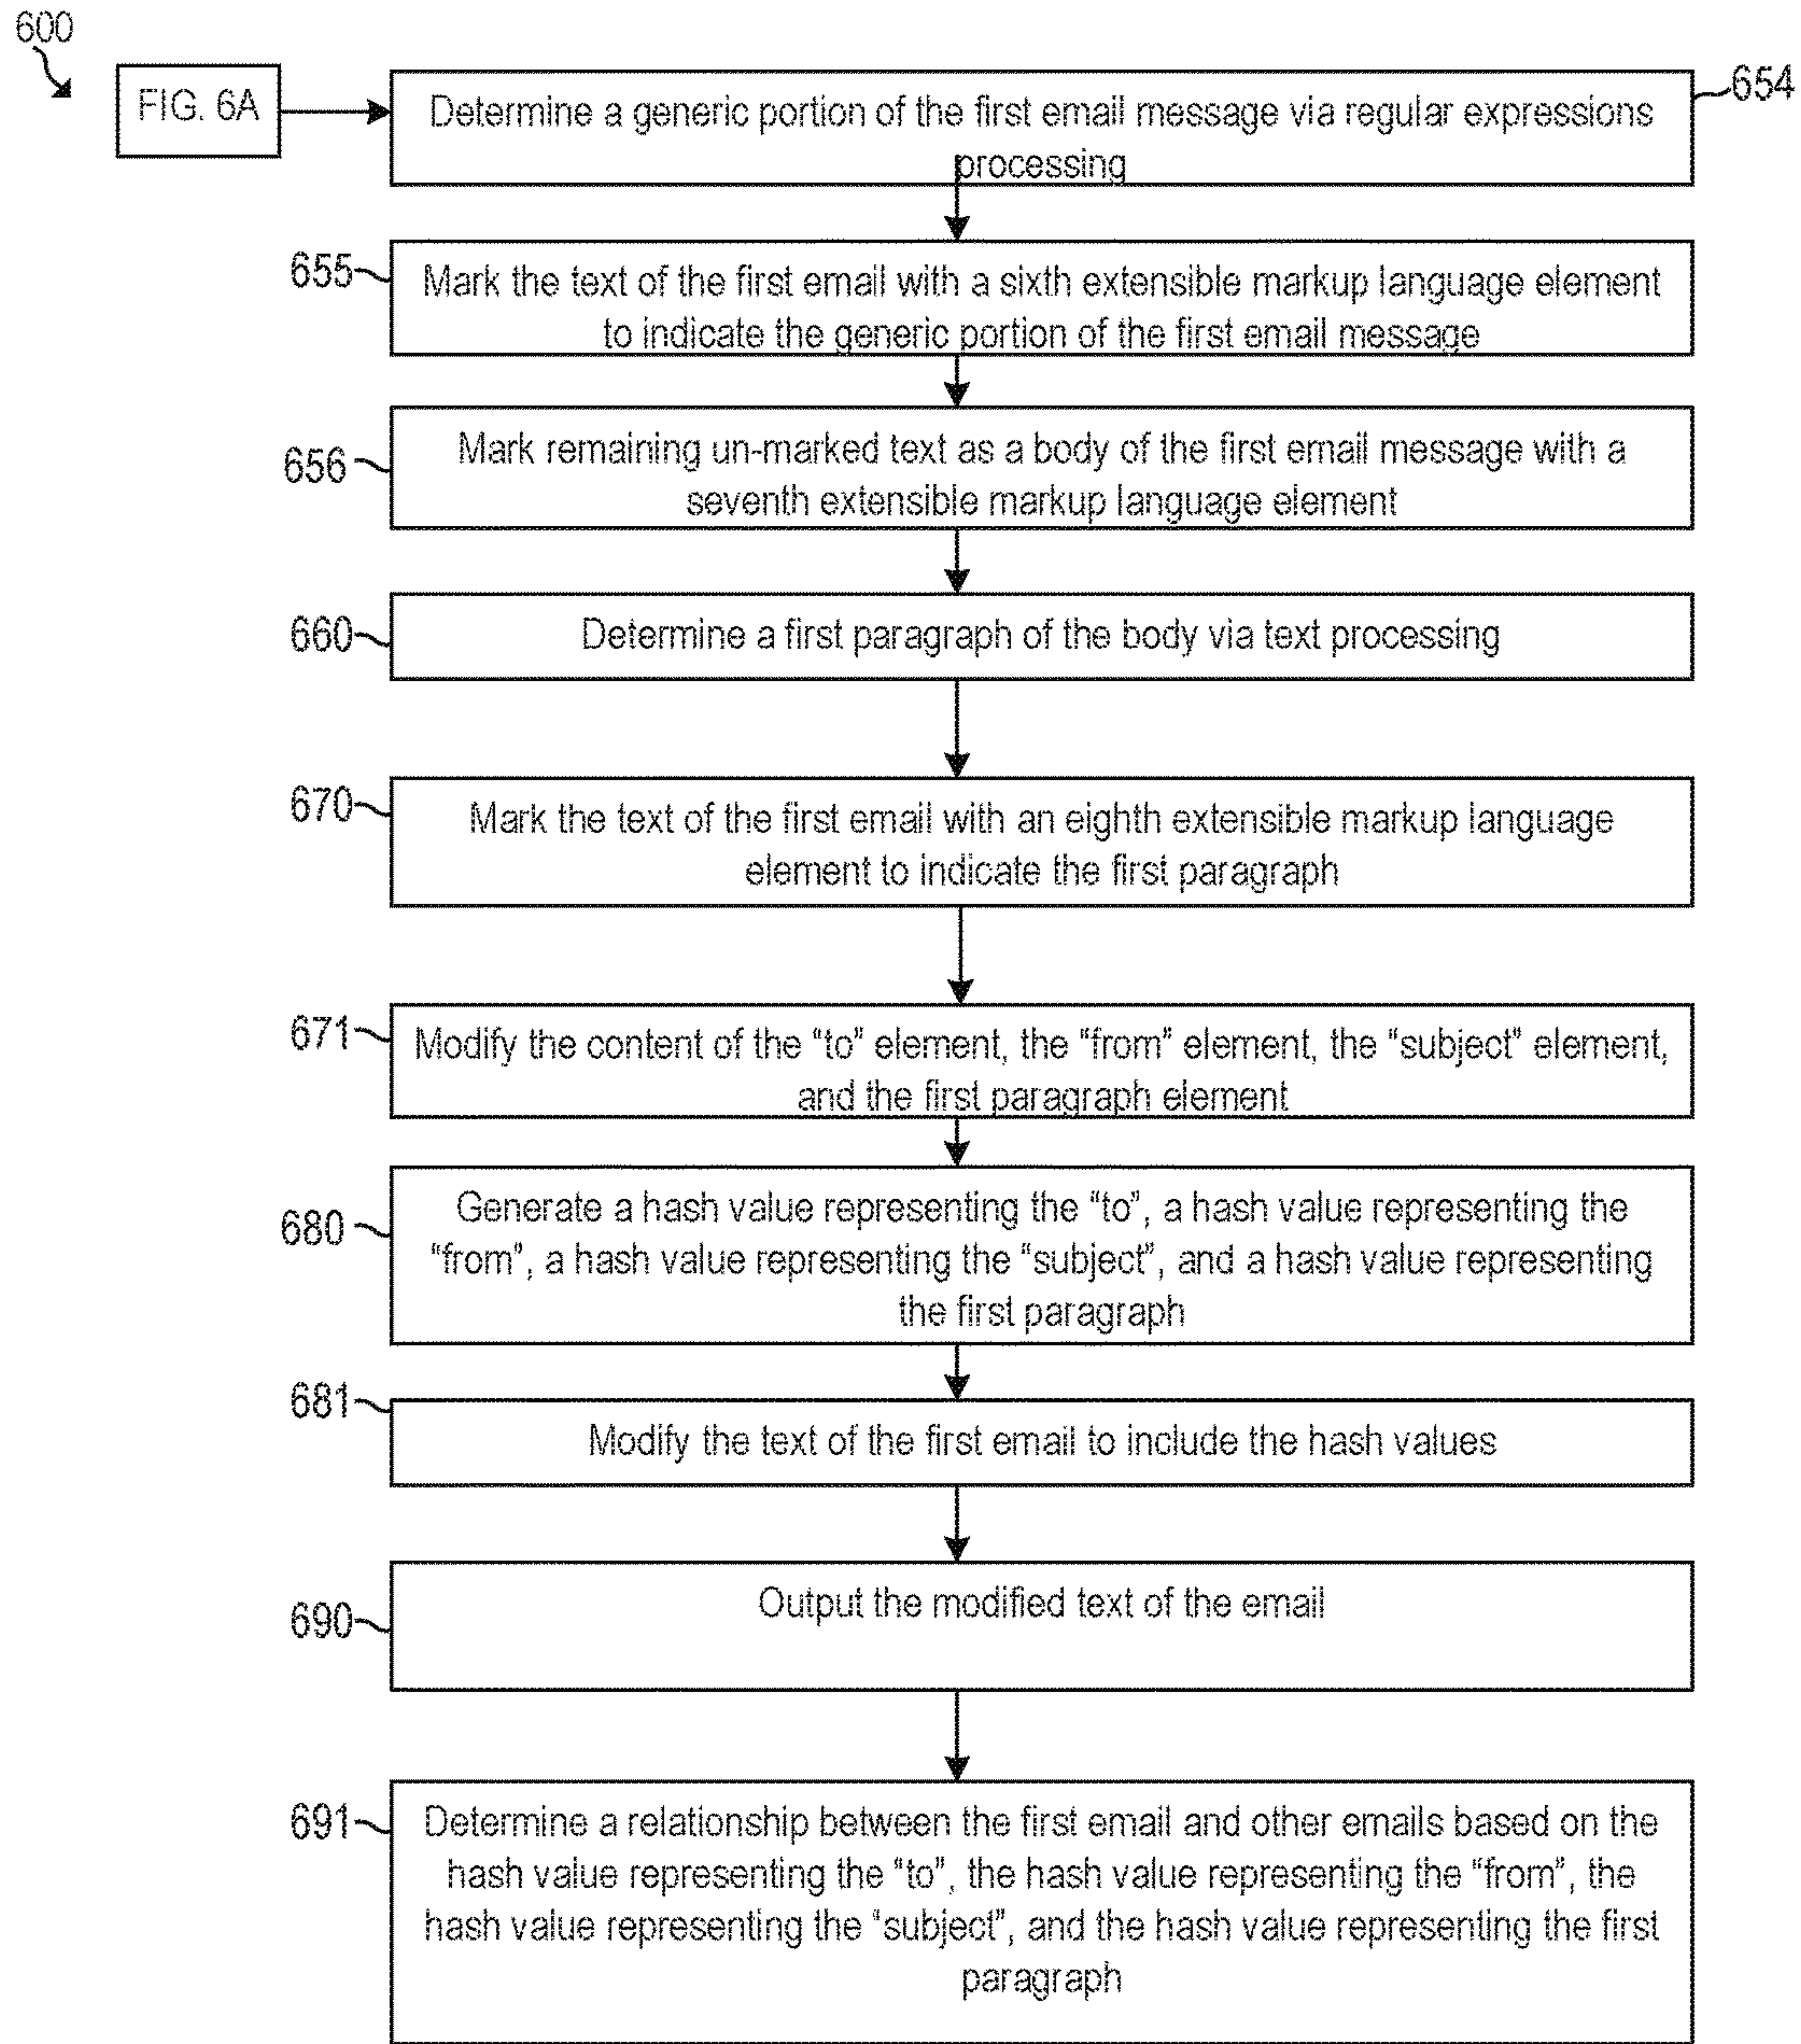 600
FIG. 6A
654
Determine a generic portion of the first email message via regular expressions
processing
655
Mark the text of the first email with a sixth extensible markup language element
to indicate the generic portion of the first email message
656
Mark remaining un-marked text as a body of the first email message with a
seventh extensible markup language element
660
Determine a first paragraph of the body via text processing
670
Mark the text of the first email with an eighth extensible markup language
element to indicate the first paragraph
671
Modify the content of the “to” element, the “from” element, the “subject” element,
and the first paragraph element
680
Generate a hash value representing the “to”, a hash value representing the
“from”, a hash value representing the “subject”, and a hash value representing
the first paragraph
681
Modify the text of the first email to include the hash values
690
Output the modified text of the email
691
Determine a relationship between the first email and other emails based on the
hash value representing the “to”, the hash value representing the “from”, the
hash value representing the “subject”, and the hash value representing the first
paragraph